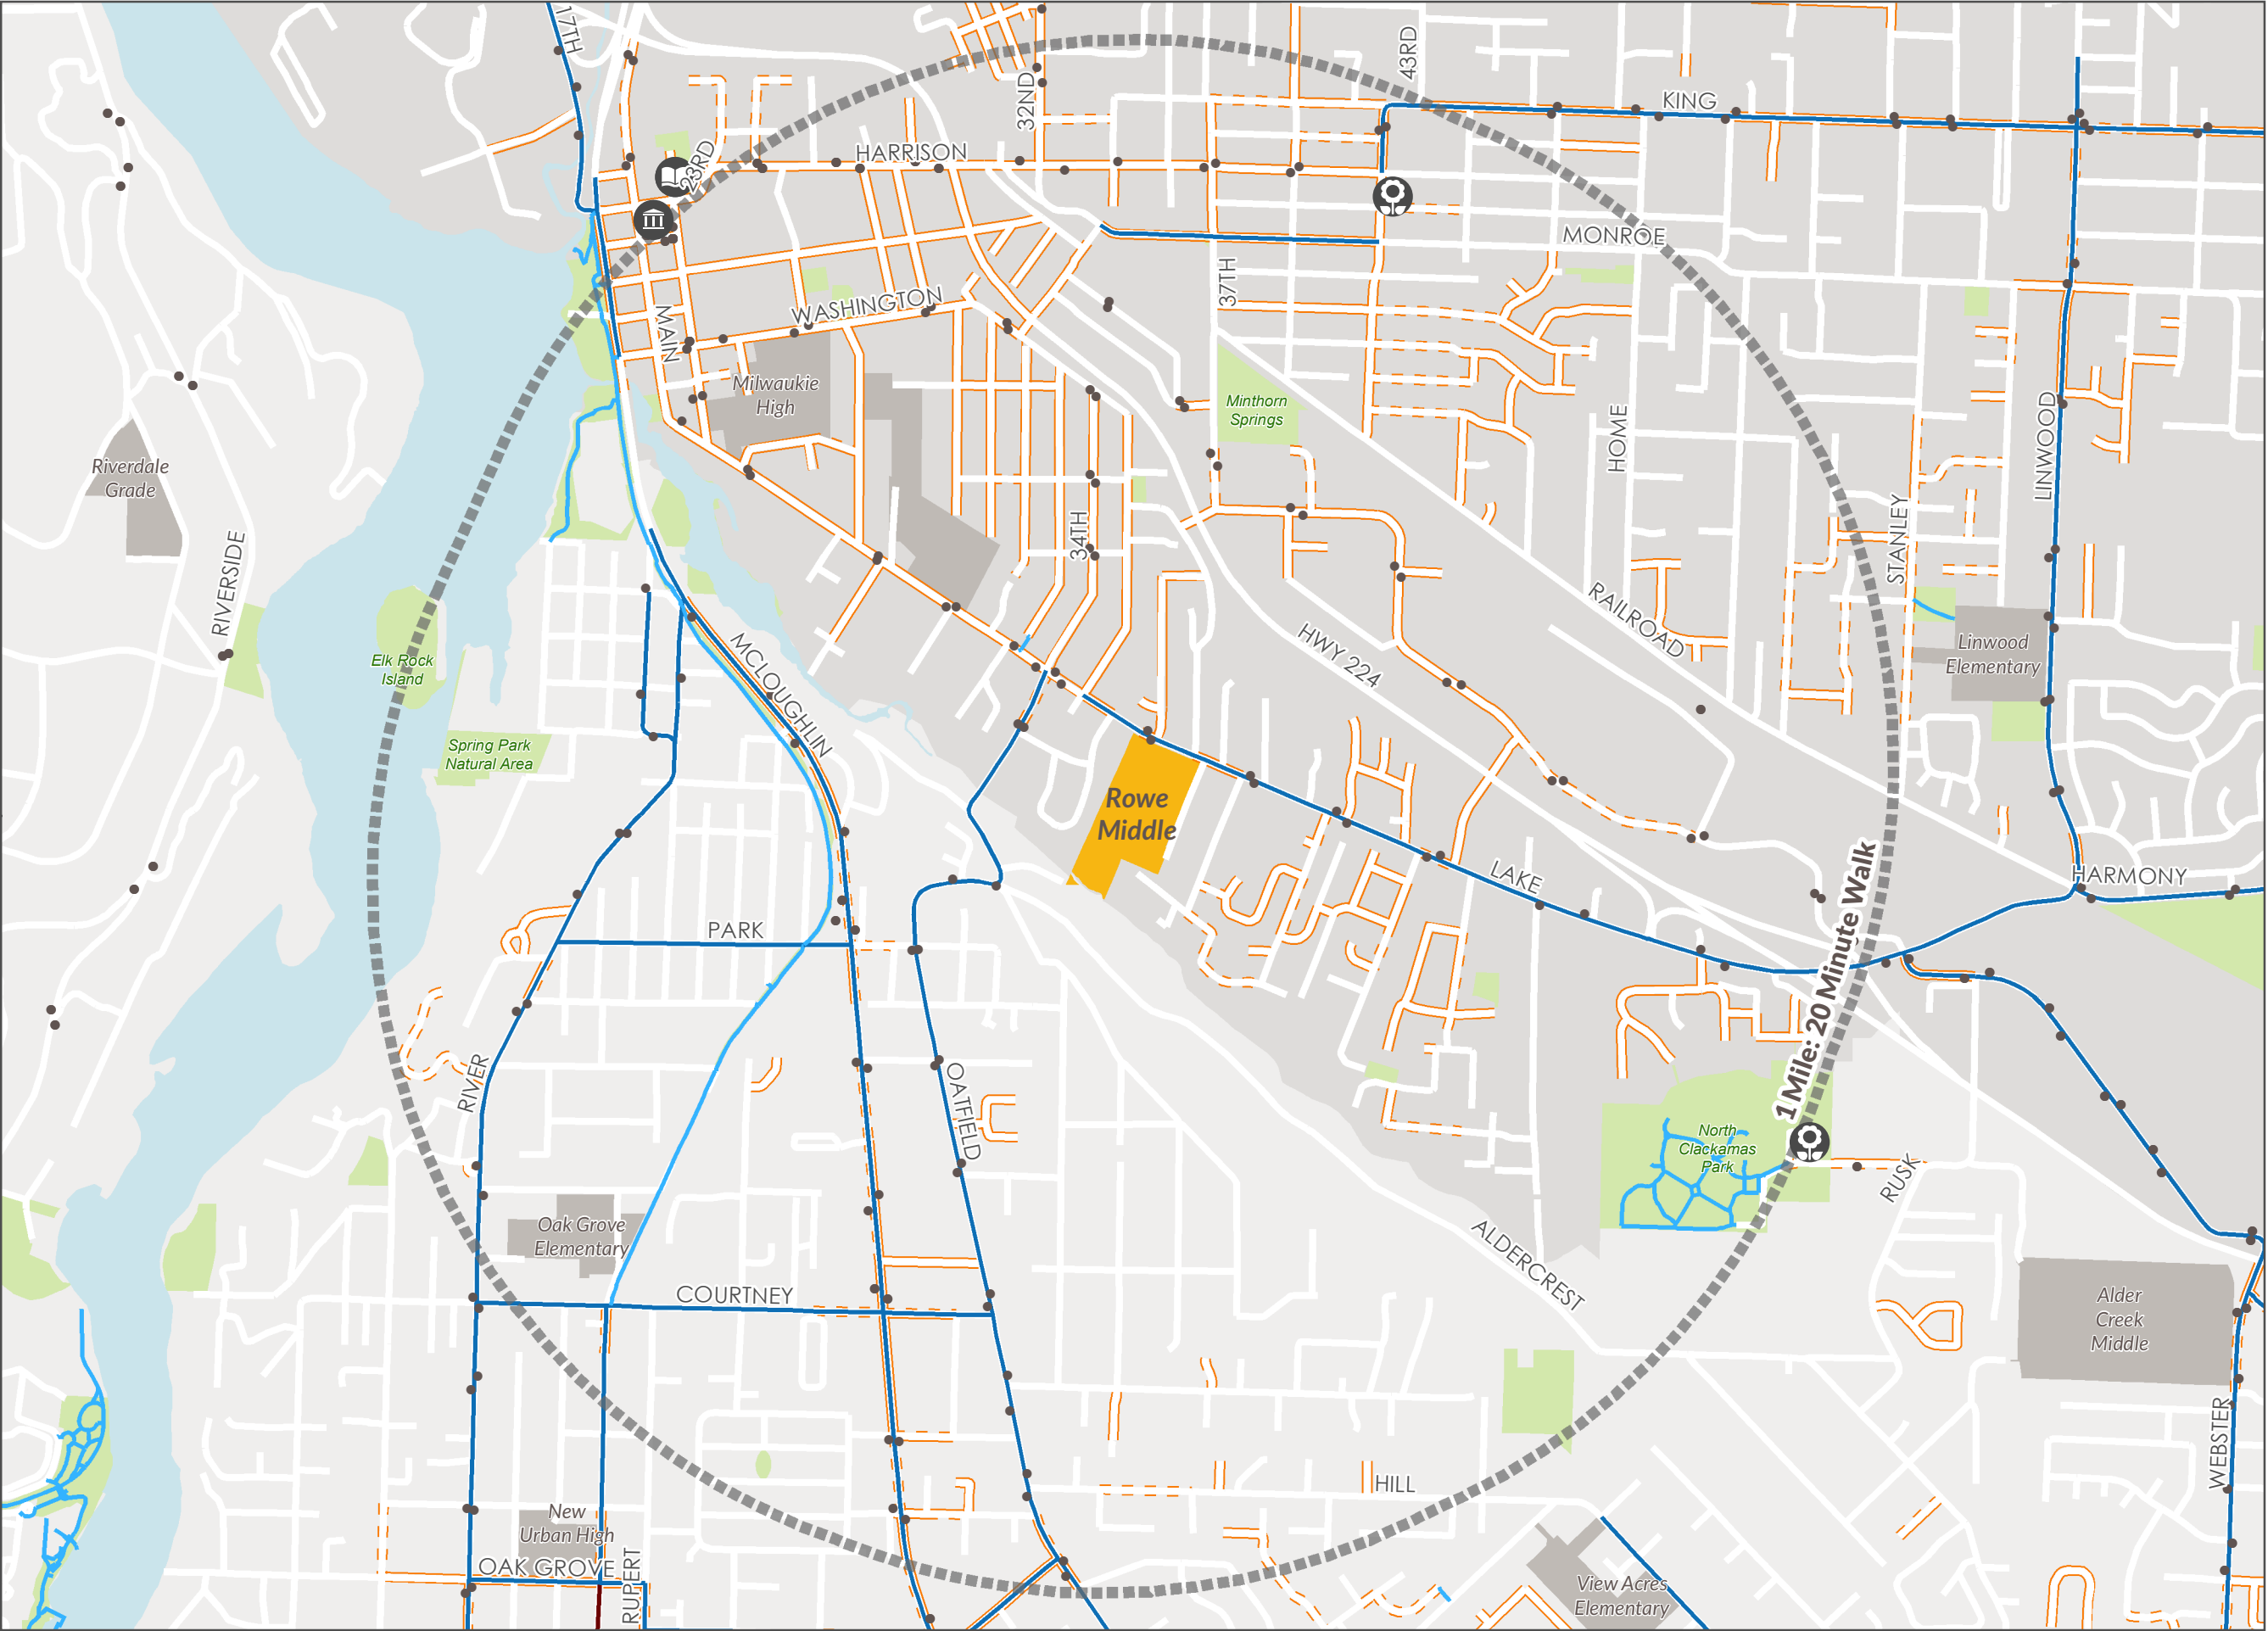 17TH
43RD
32ND
KING
HARRISON
23RD
MONROE
37TH
WASHINGTON
MAIN
Milwaukie
High
Minthorn
Springs
HOME
LINWOOD
Riverdale
Grade
STANLEY
34TH
RIVERSIDE
RAILROAD
HWY 224
Linwood
Elementary
Elk Rock
Island
MCLOUGHLIN
Spring Park
Natural Area
Rowe
Middle
LAKE
HARMONY
1 Mile: 20 Minute Walk
PARK
RIVER
OATFIELD
North
Clackamas
Park
RUSK
Oak Grove
Elementary
ALDERCREST
COURTNEY
Alder
Creek
Middle
WEBSTER
HILL
New
Urban High
OAK GROVE
RUPERT
View Acres
Elementary